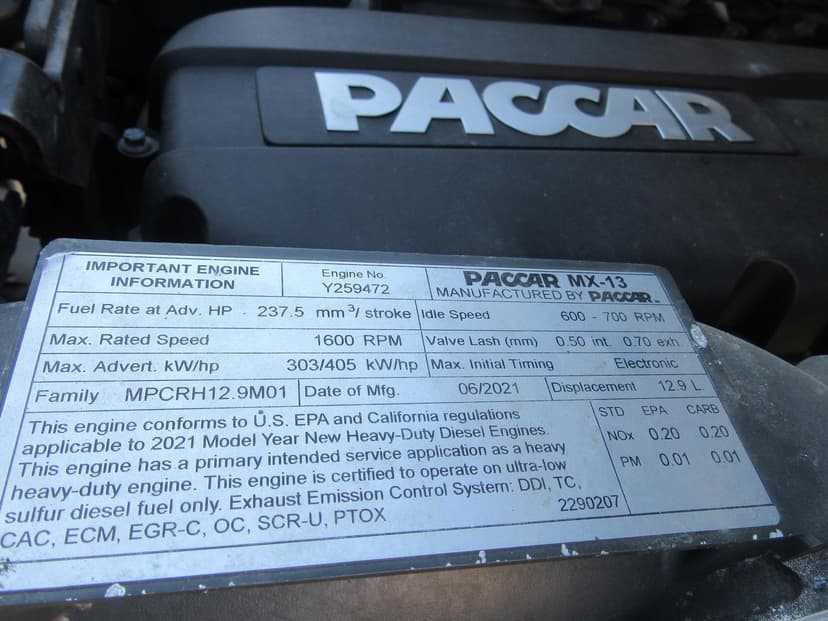 PACCAR
IMPORTANT ENGINE
INFORMATION
Engine No.
Y259472
PACCAR MX-13
MANUFACTURED BY PACCAR
Fuel Rate at Adv. HP · 237.5 mm³/ stroke
Idle Speed 600 - 700 RPM
Max. Rated Speed 1600 RPM
Valve Lash (mm) 0.50 int. 0.70 exh
Max. Advert. kW/hp 303/405 kW/hp
Max. Initial Timing Electronic
Family MPCRH12.9M01
Date of Mfg. 06/2021
Displacement 12.9 L
This engine conforms to U.S. EPA and California regulations
applicable to 2021 Model Year New Heavy-Duty Diesel Engines.
This engine has a primary intended service application as a heavy
heavy-duty engine. This engine is certified to operate on ultra-low
sulfur diesel fuel only. Exhaust Emission Control System: DDI, TC,
CAC, ECM, EGR-C, OC, SCR-U, PTOX
2290207
STD EPA CARB
NOx 0.20 0.20
PM 0.01 0.01